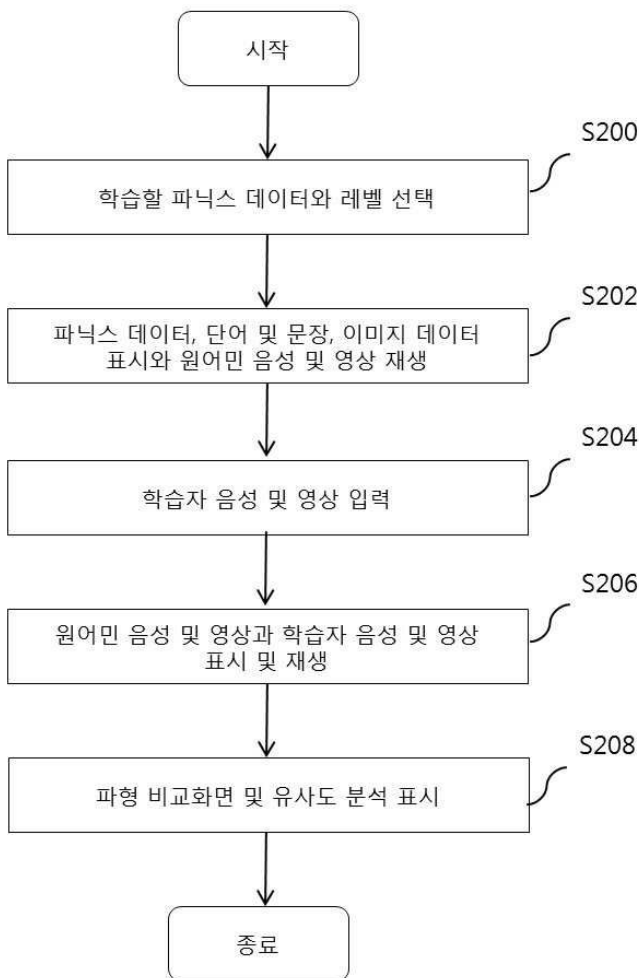 시작
S200
학습할 파닉스 데이터와 레벨 선택
S202
파닉스 데이터, 단어 및 문장, 이미지 데이터
표시와 원어민 음성 및 영상 재생
S204
학습자 음성 및 영상 입력
S206
원어민 음성 및 영상과 학습자 음성 및 영상
표시 및 재생
S208
파형 비교화면 및 유사도 분석 표시
종료